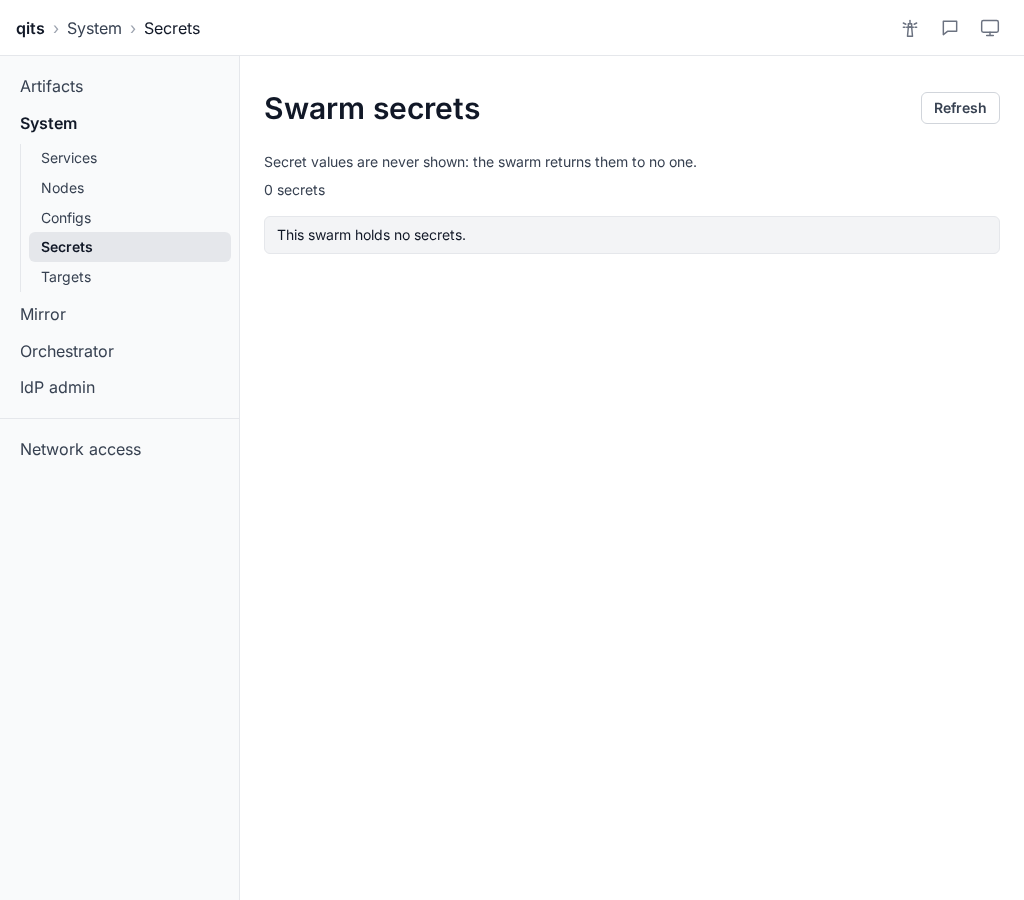 qits › System › Secrets
Artifacts
System
Services
Nodes
Configs
Secrets
Targets
Mirror
Orchestrator
IdP admin
Network access
Swarm secrets
Refresh
Secret values are never shown: the swarm returns them to no one.
0 secrets
This swarm holds no secrets.